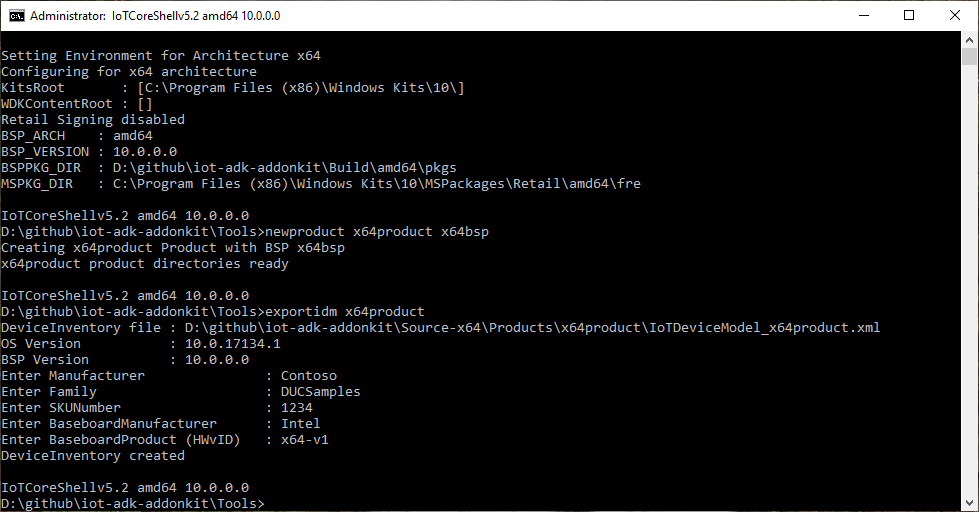 Administrator:  IoTCoreShellv5.2 amd64 10.0.0.0
Setting Environment for Architecture x64
Configuring for x64 architecture
KitsRoot       : [C:\Program Files (x86)\Windows Kits\10\]
WDKContentRoot : []
Retail Signing disabled
BSP_ARCH    : amd64
BSP_VERSION : 10.0.0.0
BSPPKG_DIR  : D:\github\iot-adk-addonkit\Build\amd64\pkgs
MSPKG_DIR   : C:\Program Files (x86)\Windows Kits\10\MSPackages\Retail\amd64\fre
IoTCoreShellv5.2 amd64 10.0.0.0
D:\github\iot-adk-addonkit\Tools>newproduct x64product x64bsp
Creating x64product Product with BSP x64bsp
x64product product directories ready
IoTCoreShellv5.2 amd64 10.0.0.0
D:\github\iot-adk-addonkit\Tools>exportidm x64product
DeviceInventory file : D:\github\iot-adk-addonkit\Source-x64\Products\x64product\IoTDeviceModel_x64product.xml
OS Version           : 10.0.17134.1
BSP Version          : 10.0.0.0
Enter Manufacturer               : Contoso
Enter Family                     : DUCSamples
Enter SKUNumber                  : 1234
Enter BaseboardManufacturer      : Intel
Enter BaseboardProduct (HWvID)   : x64-v1
DeviceInventory created
IoTCoreShellv5.2 amd64 10.0.0.0
D:\github\iot-adk-addonkit\Tools>